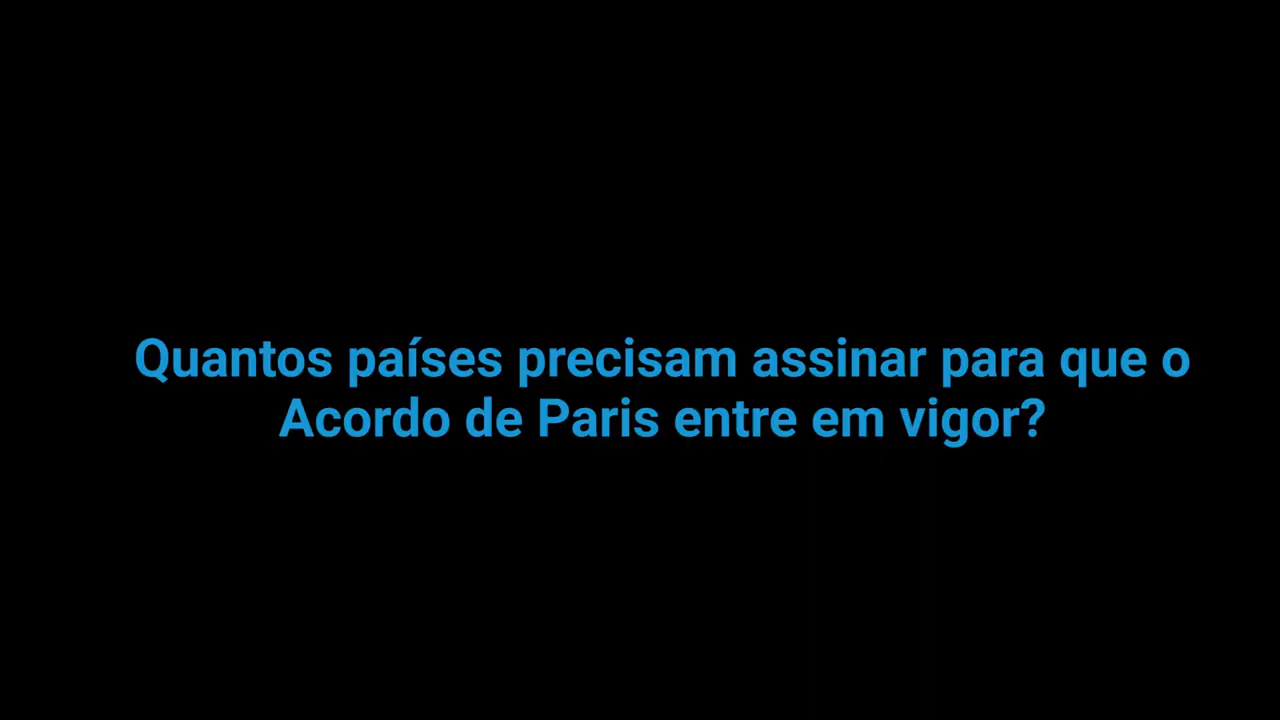 Quantos países precisam assinar para que o
Acordo de Paris entre em vigor?